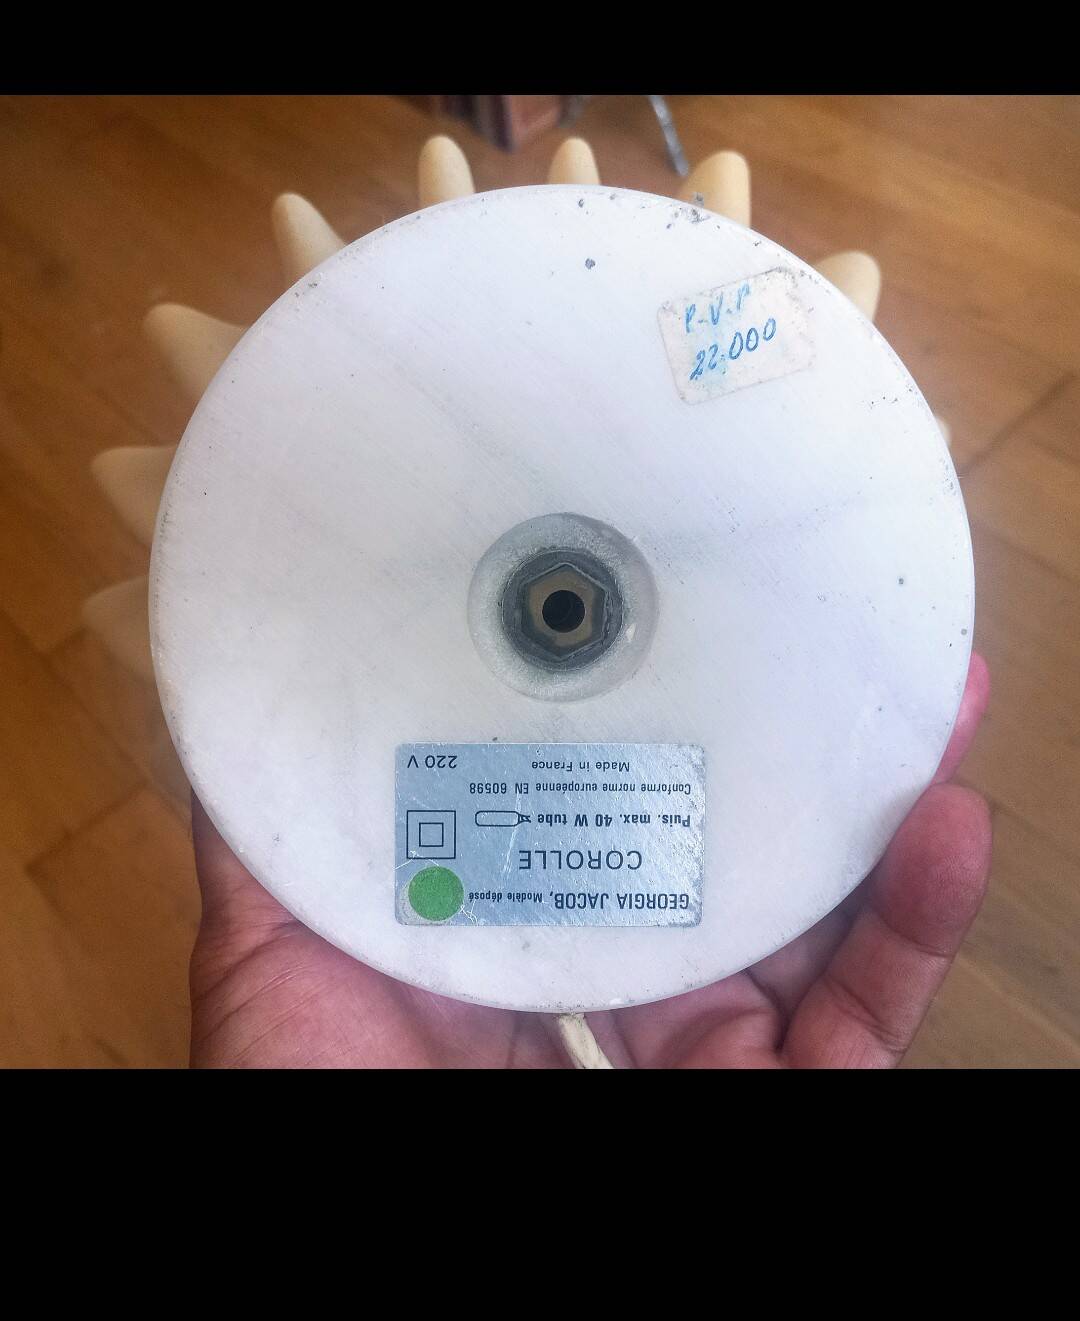 P.V.P
22.000
GEORGIA JACOB, Modèle déposé
COROLLE
Puis. max. 40 W tube
Conforme norme européenne EN 60598
Made in France 220 V